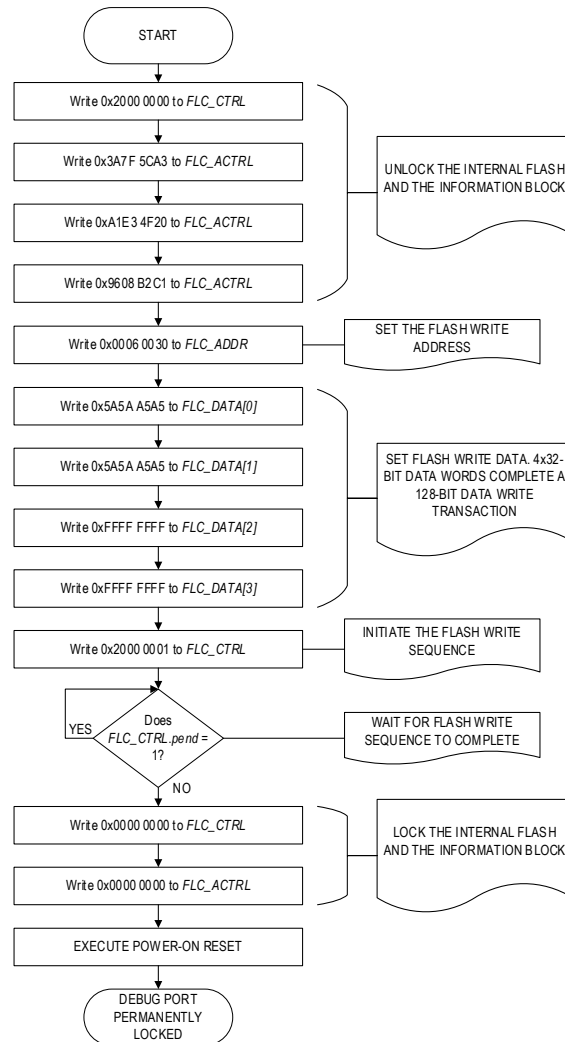 START
Write 0x2000 0000 to FLC_CTRL
Write 0x3A7F 5CA3 to FLC_ACTRL
Write 0xA1E3 4F20 to FLC_ACTRL
Write 0x9608 B2C1 to FLC_ACTRL
UNLOCK THE INTERNAL FLASH
AND THE INFORMATION BLOCK
Write 0x0006 0030 to FLC_ADDR
SET THE FLASH WRITE
ADDRESS
Write 0x5A5A A5A5 to FLC_DATA[0]
Write 0x5A5A A5A5 to FLC_DATA[1]
Write 0xFFFF FFFF to FLC_DATA[2]
Write 0xFFFF FFFF to FLC_DATA[3]
SET FLASH WRITE DATA. 4x32-
BIT DATA WORDS COMPLETE A
128-BIT DATA WRITE
TRANSACTION
Write 0x2000 0001 to FLC_CTRL
INITIATE THE FLASH WRITE
SEQUENCE
Does
FLC_CTRL.pend =
1?
YES
NO
WAIT FOR FLASH WRITE
SEQUENCE TO COMPLETE
Write 0x0000 0000 to FLC_CTRL
Write 0x0000 0000 to FLC_ACTRL
LOCK THE INTERNAL FLASH
AND THE INFORMATION BLOCK
EXECUTE POWER-ON RESET
DEBUG PORT
PERMANENTLY
LOCKED